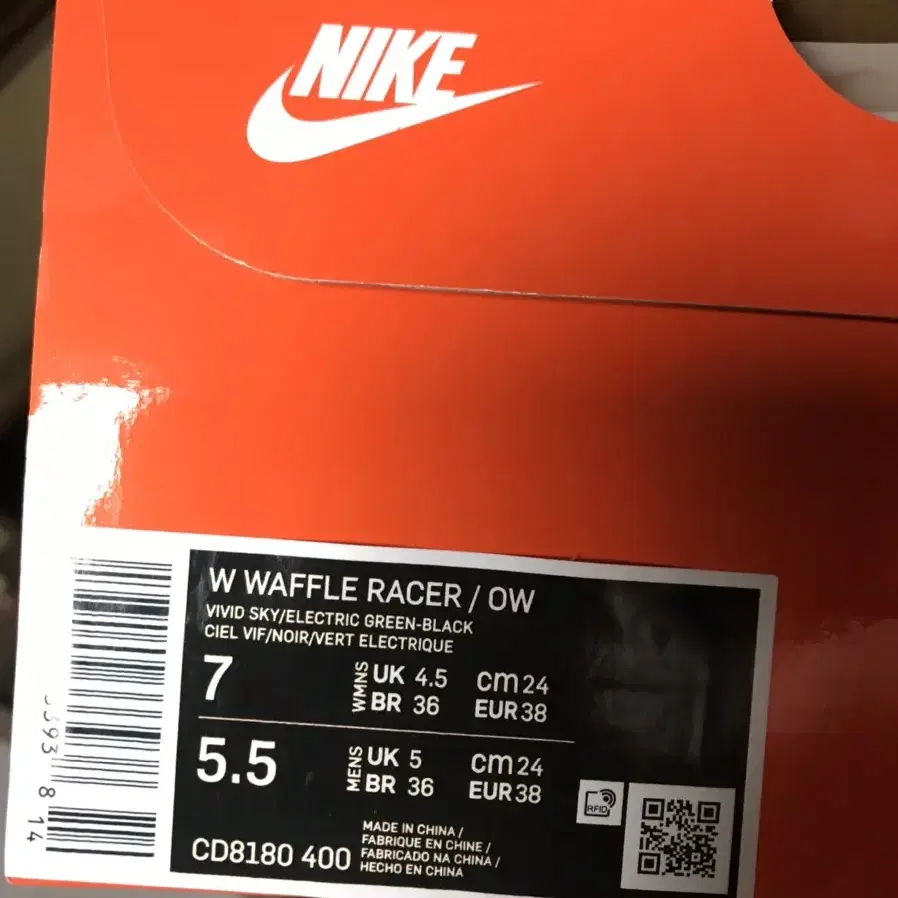 NIKE
W WAFFLE RACER / OW
VIVID SKY/ELECTRIC GREEN-BLACK
CIEL VIF/NOIR/VERT ELECTRIQUE
7 WMNS UK 4.5 cm 24
BR 36 EUR 38
5.5 MENS UK 5 cm 24
BR 36 EUR 38
CD8180 400
MADE IN CHINA /
FABRIQUE EN CHINE /
FABRICADO NA CHINA /
HECHO EN CHINA
RFID
8 14